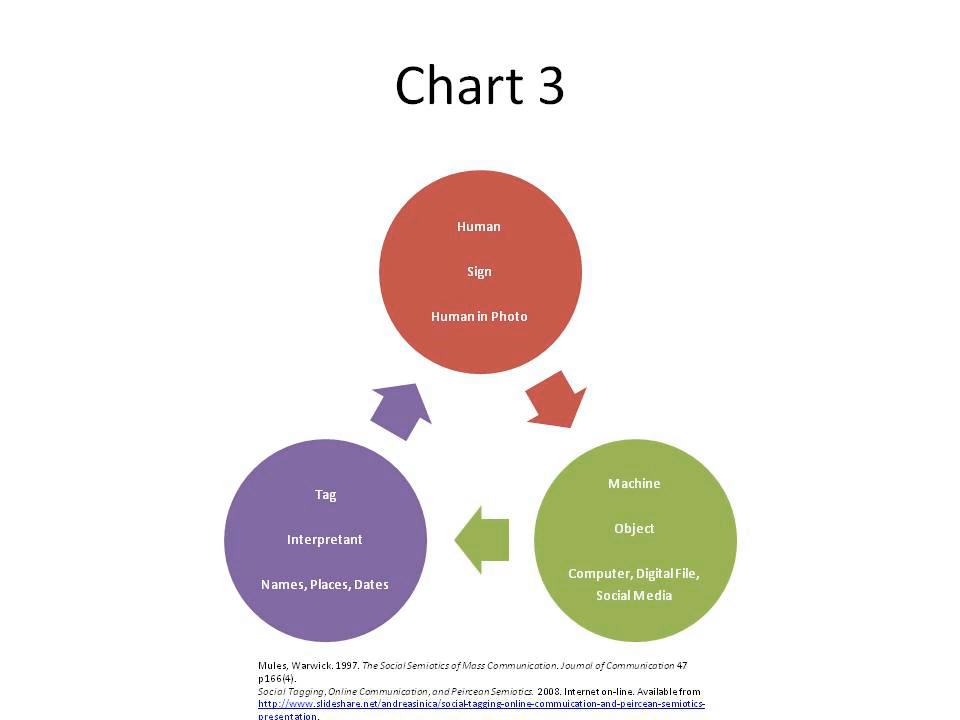 Chart 3
Human
Sign
Human in Photo
Machine
Object
Computer, Digital File,
Social Media
Tag
Interpretant
Names, Places, Dates
Mules, Warwick. 1997. The Social Semiotics of Mass Communication. Journal of Communication 47
p166(4).
Social Tagging, Online Communication, and Peircean Semiotics. 2008. Internet on-line. Available from
http://www.slideshare.net/andreasinica/social-tagging-online-commuication-and-peircean-semiotics-
presentation.